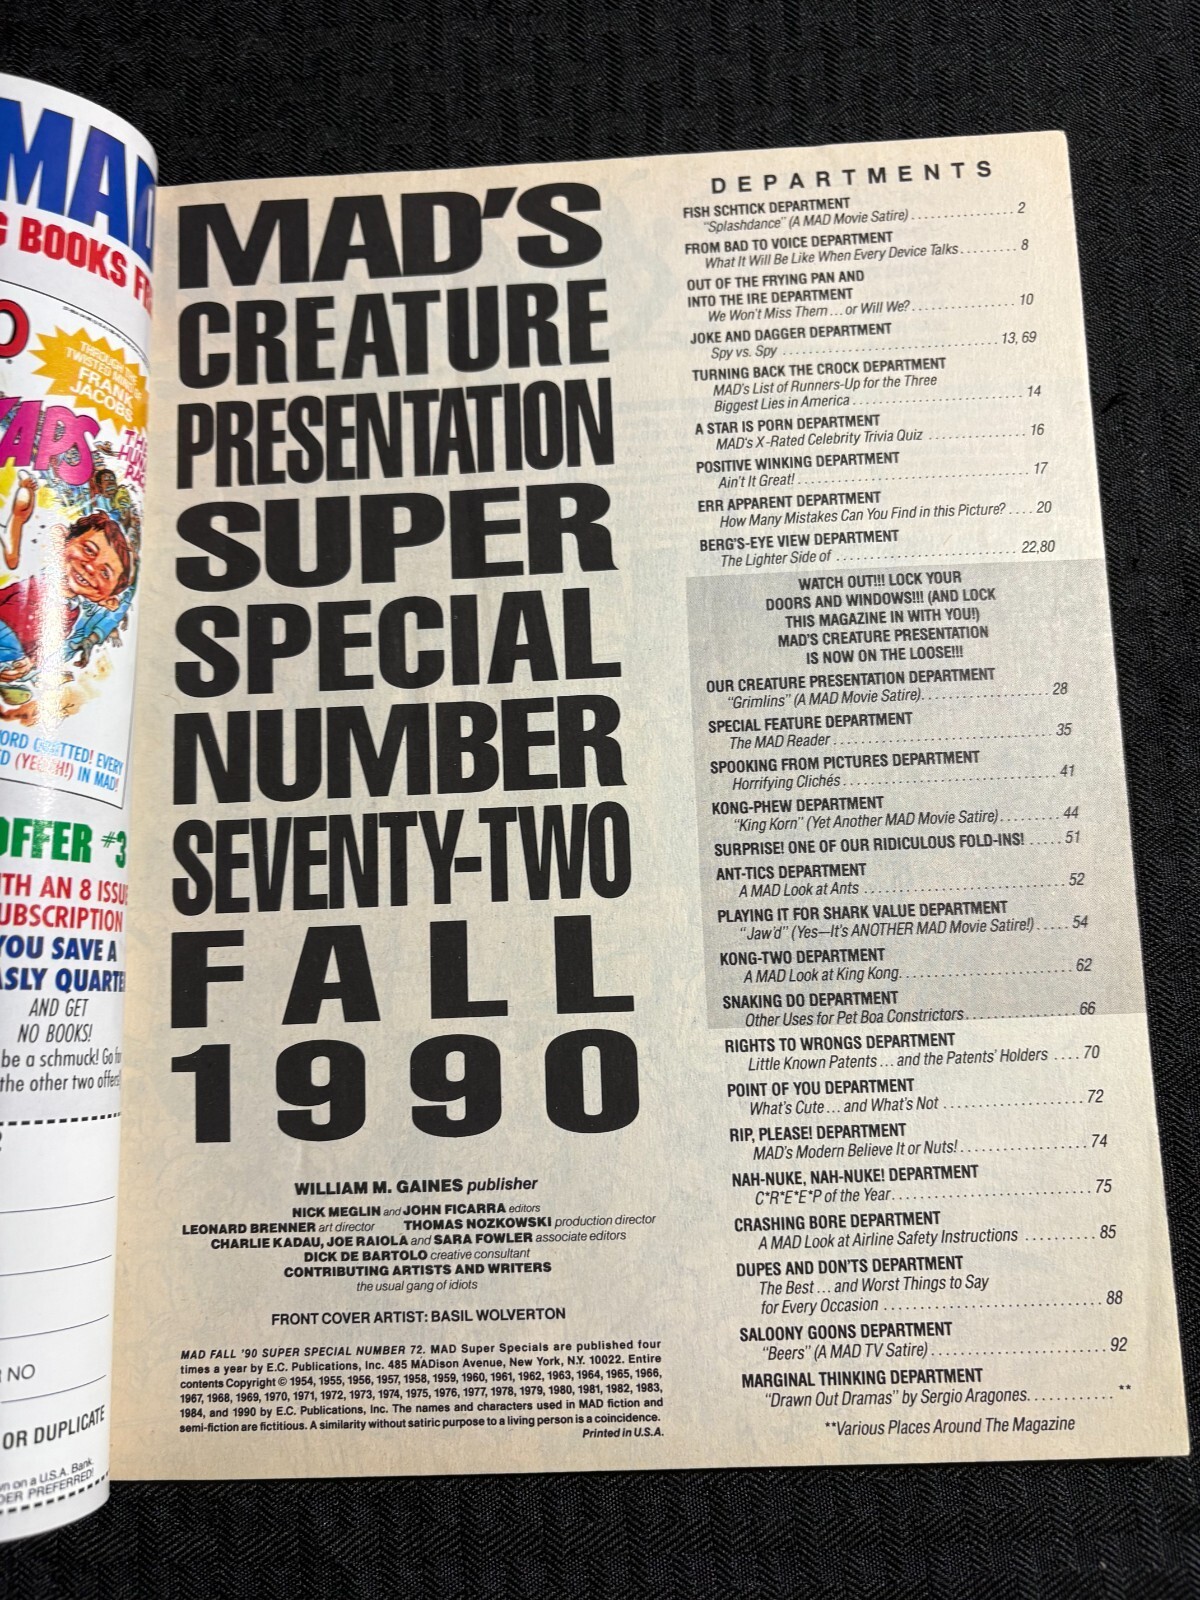 MAD
G BOOKS FR
THROUGH THE
TWISTED MIND OF
FRANK
JACOBS
OFFER #3
AN 8 ISSUE
SUBSCRIPTION
YOU SAVE A
QUARTE
AND GET
NO BOOKS!
be a schmuck! Go for
the other two offers!
NO
OR DUPLICATE
on a U.S.A. Bank.
PREFERRED!
MAD'S
CREATURE
PRESENTATION
SUPER
SPECIAL
NUMBER
SEVENTY-TWO
FALL
1990
WILLIAM M. GAINES publisher
NICK MEGLIN and JOHN FICARRA editors
LEONARD BRENNER art director THOMAS NOZKOWSKI production director
CHARLIE KADAU, JOE RAIOLA and SARA FOWLER associate editors
DICK DE BARTOLO creative consultant
CONTRIBUTING ARTISTS AND WRITERS
the usual gang of idiots
FRONT COVER ARTIST: BASIL WOLVERTON
MAD FALL '90 SUPER SPECIAL NUMBER 72. MAD Super Specials are published four
times a year by E.C. Publications, Inc. 485 MADison Avenue, New York, N.Y. 10022. Entire
contents Copyright © 1954, 1955, 1956, 1957, 1958, 1959, 1960, 1961, 1962, 1963, 1964, 1965, 1966,
1967, 1968, 1969, 1970, 1971, 1972, 1973, 1974, 1975, 1976, 1977, 1978, 1979, 1980, 1981, 1982, 1983,
1984, and 1990 by E.C. Publications, Inc. The names and characters used in MAD fiction and
semi-fiction are fictitious. A similarity without satiric purpose to a living person is a coincidence.
Printed in U.S.A.
DEPARTMENTS
FISH SCHTICK DEPARTMENT
"Splashdance" (A MAD Movie Satire) ............... 2
FROM BAD TO VOICE DEPARTMENT
What It Will Be Like When Every Device Talks ......... 8
OUT OF THE FRYING PAN AND
INTO THE IRE DEPARTMENT
We Won't Miss Them ... or Will We? ................ 10
JOKE AND DAGGER DEPARTMENT
Spy vs. Spy ............................... 13, 69
TURNING BACK THE CROCK DEPARTMENT
MAD's List of Runners-Up for the Three
Biggest Lies in America .......................... 14
A STAR IS PORN DEPARTMENT
MAD's X-Rated Celebrity Trivia Quiz ............... 16
POSITIVE WINKING DEPARTMENT
Ain't It Great! ................................. 17
ERR APPARENT DEPARTMENT
How Many Mistakes Can You Find in this Picture? .... 20
BERG'S-EYE VIEW DEPARTMENT
The Lighter Side of .......................... 22,80
WATCH OUT!!! LOCK YOUR
DOORS AND WINDOWS!!! (AND LOCK
THIS MAGAZINE IN WITH YOU!)
MAD'S CREATURE PRESENTATION
IS NOW ON THE LOOSE!!!
OUR CREATURE PRESENTATION DEPARTMENT
"Grimlins" (A MAD Movie Satire) ................... 28
SPECIAL FEATURE DEPARTMENT
The MAD Reader ................................ 35
SPOOKING FROM PICTURES DEPARTMENT
Horrifying Clichés ............................... 41
KONG-PHEW DEPARTMENT
"King Korn" (Yet Another MAD Movie Satire) ......... 44
SURPRISE! ONE OF OUR RIDICULOUS FOLD-INS! ..... 51
ANT-TICS DEPARTMENT
A MAD Look at Ants .............................. 52
PLAYING IT FOR SHARK VALUE DEPARTMENT
"Jaw'd" (Yes—It's ANOTHER MAD Movie Satire!) ..... 54
KONG-TWO DEPARTMENT
A MAD Look at King Kong ......................... 62
SNAKING DO DEPARTMENT
Other Uses for Pet Boa Constrictors ................ 66
RIGHTS TO WRONGS DEPARTMENT
Little Known Patents ... and the Patents' Holders .... 70
POINT OF YOU DEPARTMENT
What's Cute ... and What's Not .................... 72
RIP, PLEASE! DEPARTMENT
MAD's Modern Believe It or Nuts! .................. 74
NAH-NUKE, NAH-NUKE! DEPARTMENT
C*R*E*E*P of the Year ........................... 75
CRASHING BORE DEPARTMENT
A MAD Look at Airline Safety Instructions .......... 85
DUPES AND DON'TS DEPARTMENT
The Best ... and Worst Things to Say
for Every Occasion .............................. 88
SALOONY GOONS DEPARTMENT
"Beers" (A MAD TV Satire) ........................ 92
MARGINAL THINKING DEPARTMENT
"Drawn Out Dramas" by Sergio Aragones ............ **
**Various Places Around The Magazine